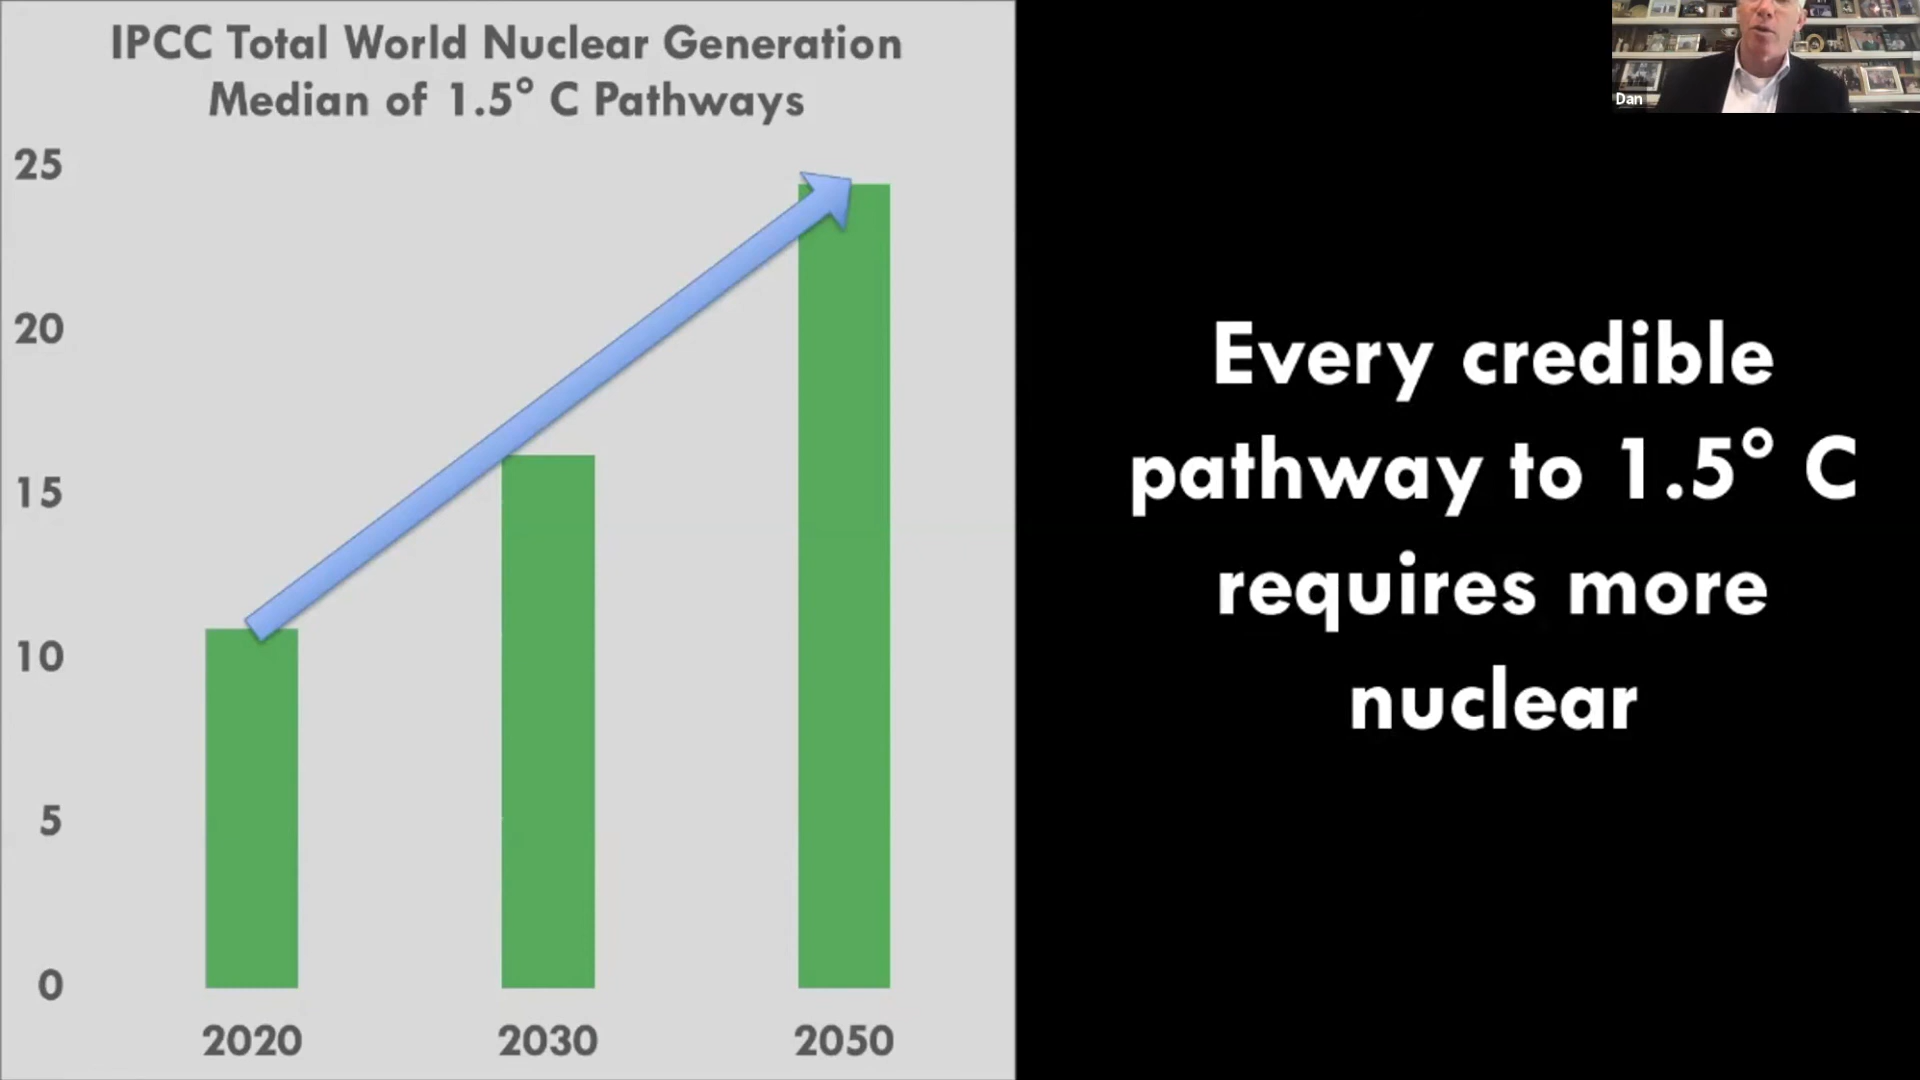 IPCC Total World Nuclear Generation
Median of 1.5° C Pathways
25
20
15
10
5
0
2020 2030 2050
Every credible
pathway to 1.5° C
requires more
nuclear
Dan